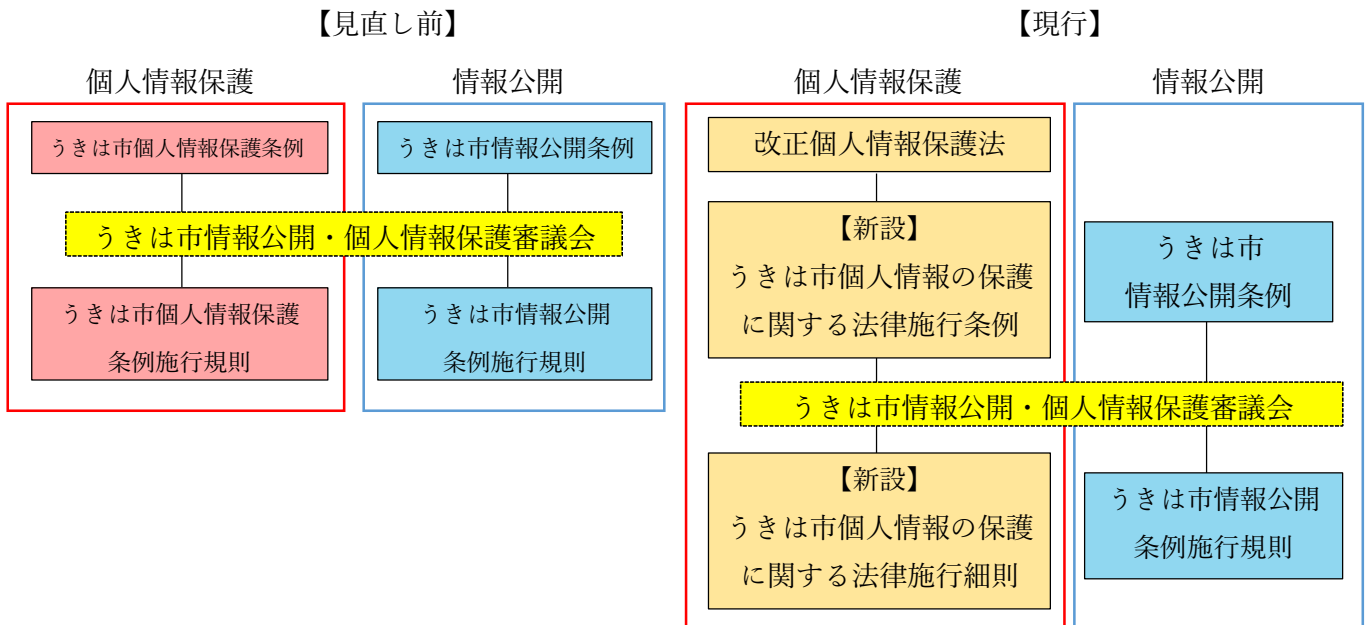 【見直し前】
個人情報保護
情報公開
うきは市個人情報保護条例
うきは市情報公開条例
うきは市情報公開・個人情報保護審議会
うきは市個人情報保護
条例施行規則
うきは市情報公開
条例施行規則
【現行】
個人情報保護
情報公開
改正個人情報保護法
【新設】
うきは市個人情報の保護
に関する法律施行条例
うきは市
情報公開条例
うきは市情報公開・個人情報保護審議会
【新設】
うきは市個人情報の保護
に関する法律施行細則
うきは市情報公開
条例施行規則